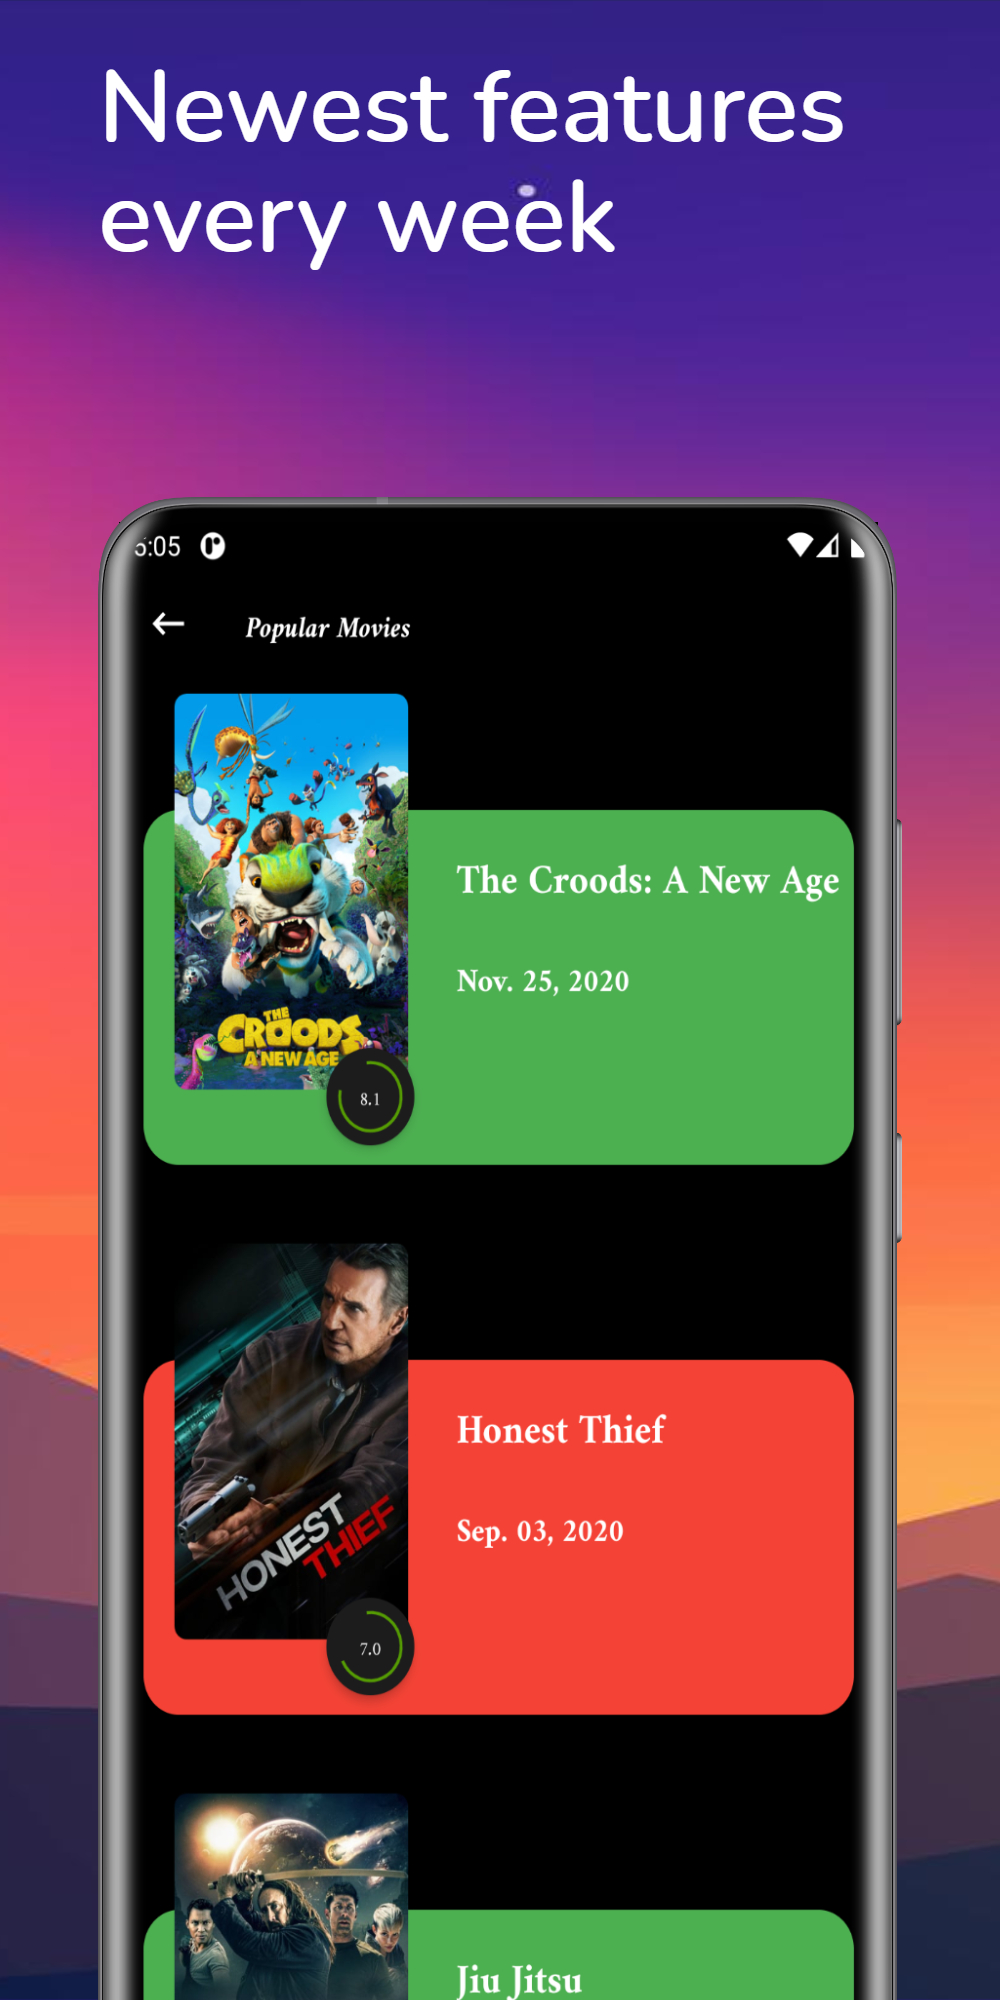 Newest features
every week
5:05
Popular Movies
THE
CROODS
A NEW AGE
8.1
The Croods: A New Age
Nov. 25, 2020
HONEST
THIEF
7.0
Honest Thief
Sep. 03, 2020
Jiu Jitsu